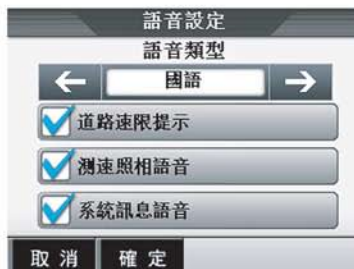 語音設定
語音類型
國語
道路速限提示
測速照相語音
系統訊息語音
取消 確定